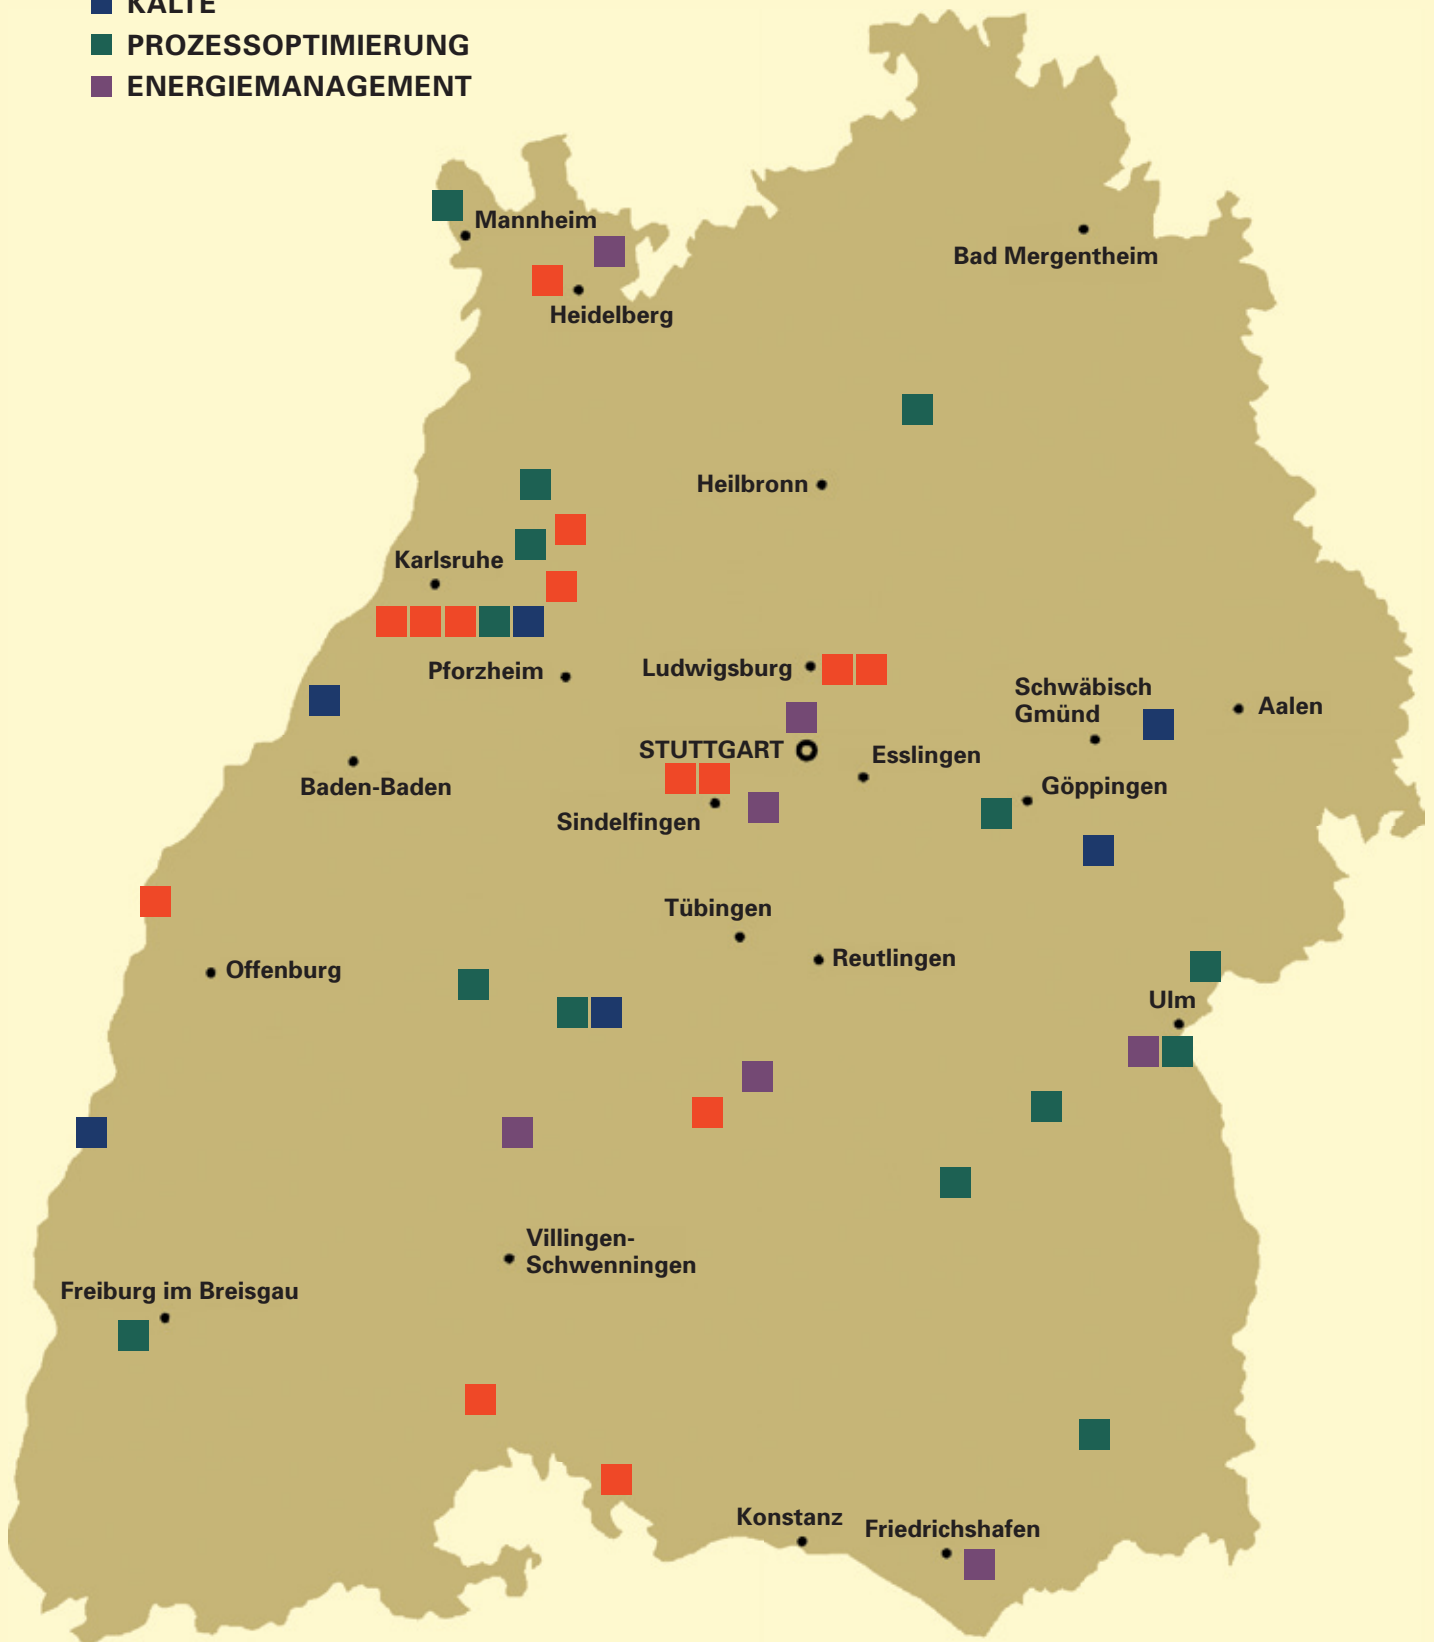 KÄLTE
PROZESSOPTIMIERUNG
ENERGIEMANAGEMENT
Mannheim
Bad Mergentheim
Heidelberg
Heilbronn
Karlsruhe
Pforzheim
Ludwigsburg
Schwäbisch
Gmünd
Aalen
STUTTGART
Esslingen
Baden-Baden
Göppingen
Sindelfingen
Tübingen
Reutlingen
Offenburg
Ulm
Villingen-
Schwenningen
Freiburg im Breisgau
Konstanz
Friedrichshafen